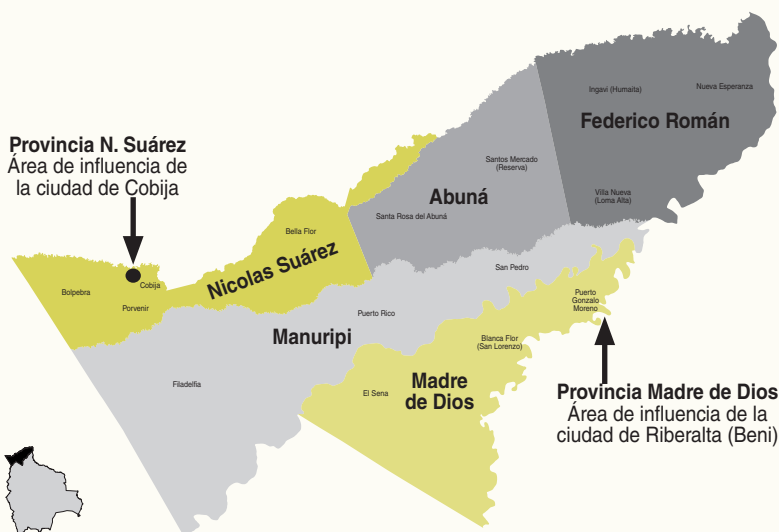 Ingavi (Humaita)
Nueva Esperanza
Federico Román
Provincia N. Suárez
Área de influencia de
la ciudad de Cobija
Santos Mercado
(Reserva)
Abuná
Villa Nueva
(Loma Alta)
Santa Rosa del Abuná
Bella Flor
Nicolas Suárez
Cobija
Bolpebra
Porvenir
San Pedro
Puerto
Gonzalo
Moreno
Puerto Rico
Manuripi
Blanca Flor
(San Lorenzo)
Filadelfia
El Sena
Madre
de Dios
Provincia Madre de Dios
Área de influencia de la
ciudad de Riberalta (Beni)